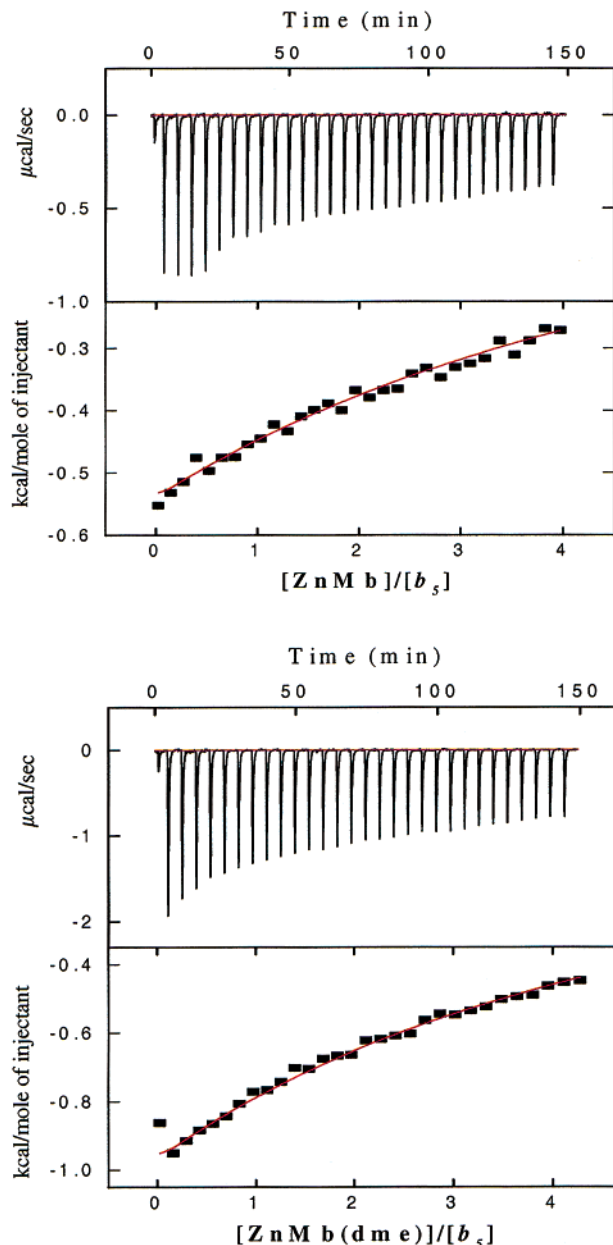 Time (min)
0 50 100 150
0.0
-0.5
-1.0
μcal/sec
-0.3
-0.4
-0.5
-0.6
kcal/mole of injectant
0 1 2 3 4
[ZnMb]/[b5]
Time (min)
0 50 100 150
0
-1
-2
μcal/sec
-0.4
-0.6
-0.8
-1.0
kcal/mole of injectant
0 1 2 3 4
[ZnMb(dme)]/[b5]